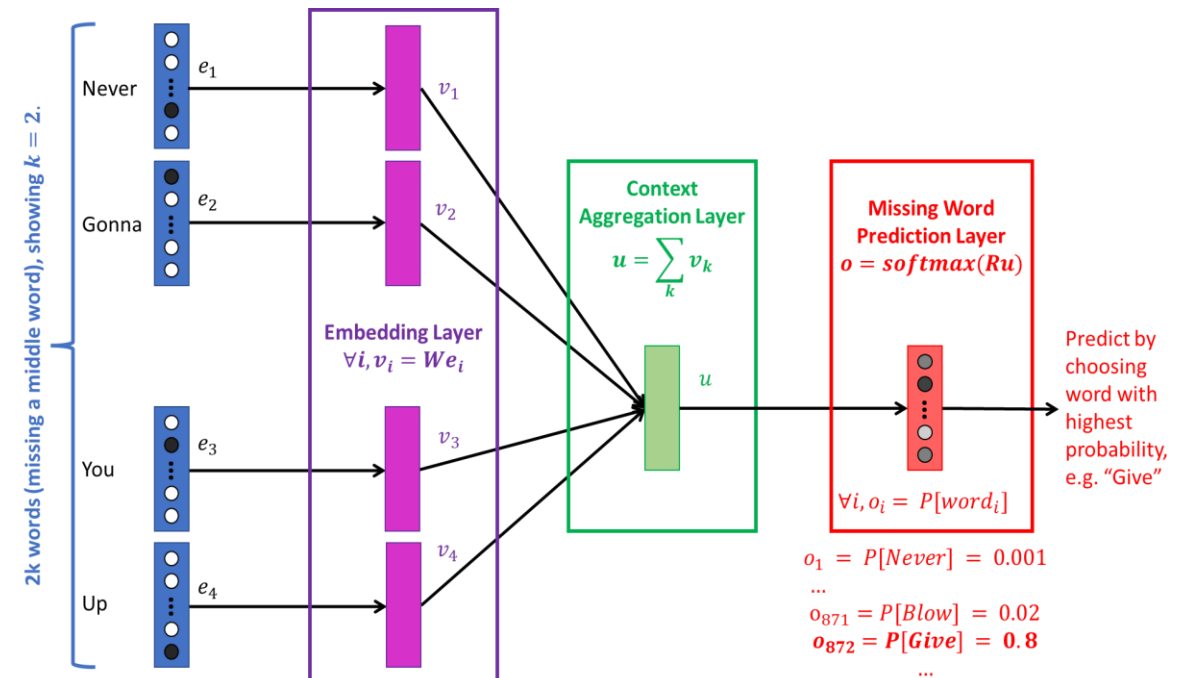 2k words (missing a middle word), showing k = 2.
Never
e₁
v₁
Gonna
e₂
v₂
Embedding Layer
∀i, vᵢ = Weᵢ
You
e₃
v₃
Up
e₄
v₄
Context
Aggregation Layer
u = ∑ vₖ
k
u
Missing Word
Prediction Layer
o = softmax(Ru)
∀i, oᵢ = P[wordᵢ]
o₁ = P[Never] = 0.001
...
o₈₇₁ = P[Blow] = 0.02
o₈₇₂ = P[Give] = 0.8
...
Predict by
choosing
word with
highest
probability,
e.g. “Give”